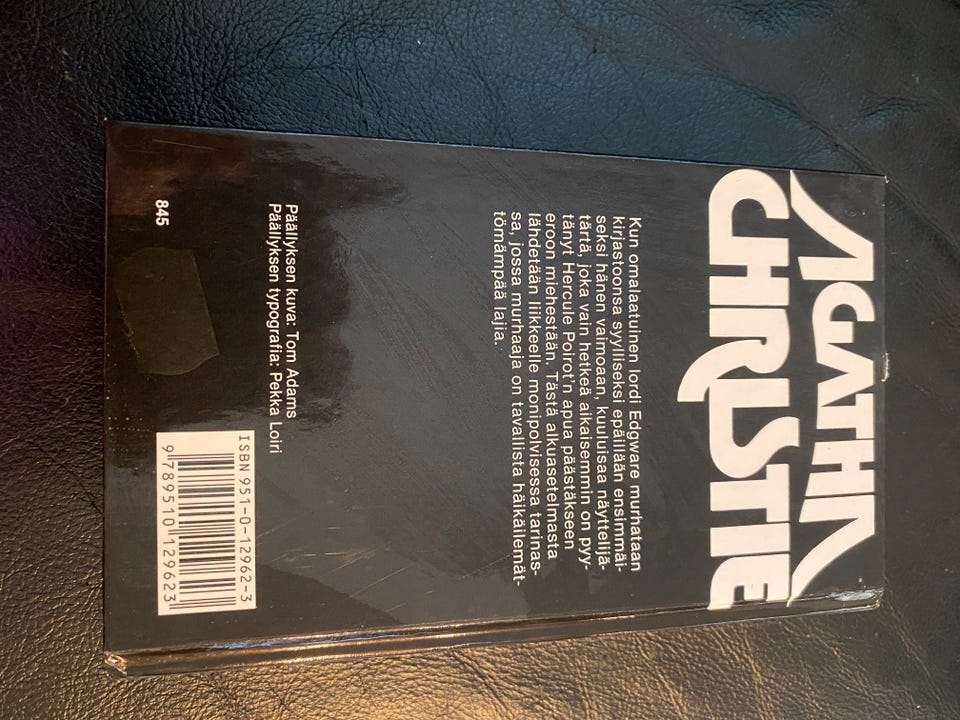 AGATHA
CHRISTIE
Kun omalaatuinen lordi Edgware murhataan
kirjastoonsa syylliseksi epäillään ensimmäi-
seksi hänen vaimoaan, kuuluisaa näyttelijä-
tärtä, joka vain hetkeä aikaisemmin on pyy-
tänyt Hercule Poirot'n apua päästäkseen
eroon miehestään. Tästä alkuasetelmasta
lähdetään liikkeelle monipolvisessa tarinas-
sa, jossa murhaaja on tavallista häikäilemät-
tömämpää lajia.
Päällyksen kuva: Tom Adams
Päällyksen typografia: Pekka Loiri
845
ISBN 951-0-12962-3
9 789510 129623